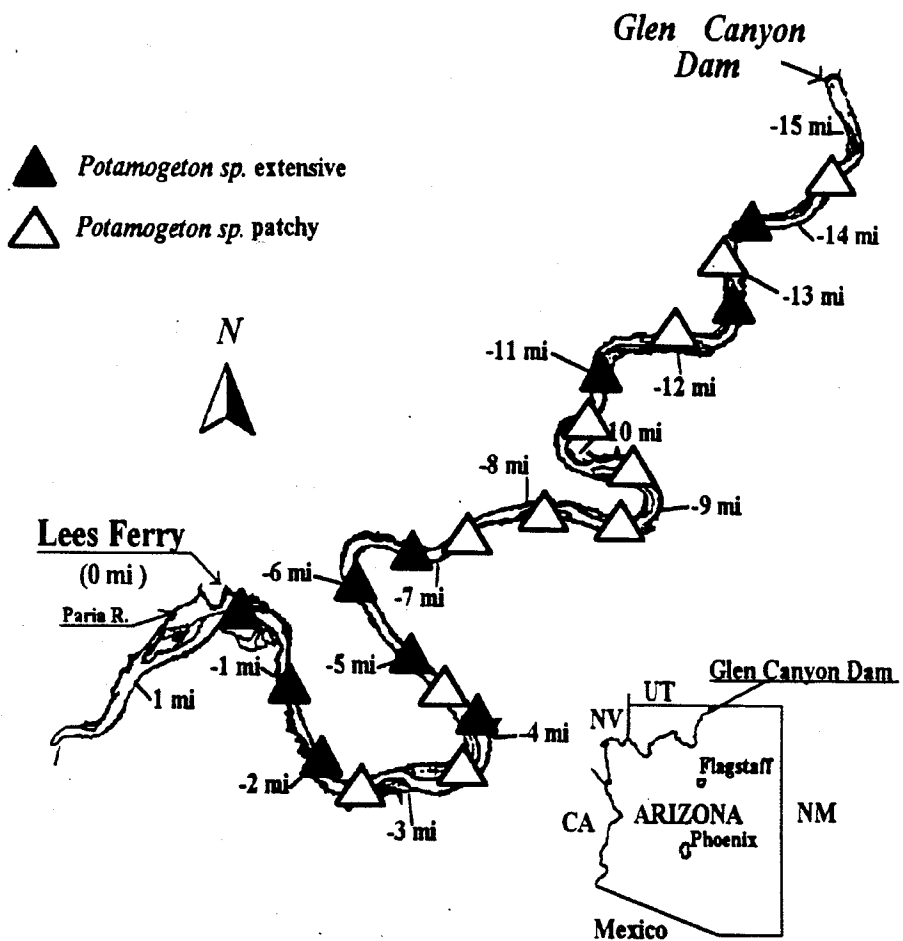 Glen Canyon
Dam
-15 mi
Potamogeton sp. extensive
Potamogeton sp. patchy
-14 mi
-13 mi
N
-11 mi
-12 mi
10 mi
-8 mi
-9 mi
Lees Ferry
(0 mi )
-6 mi
-7 mi
Paria R.
-5 mi
-1 mi
1 mi
-4 mi
-2 mi
-3 mi
Glen Canyon Dam
UT
NV
Flagstaff
CA
ARIZONA
NM
Phoenix
Mexico